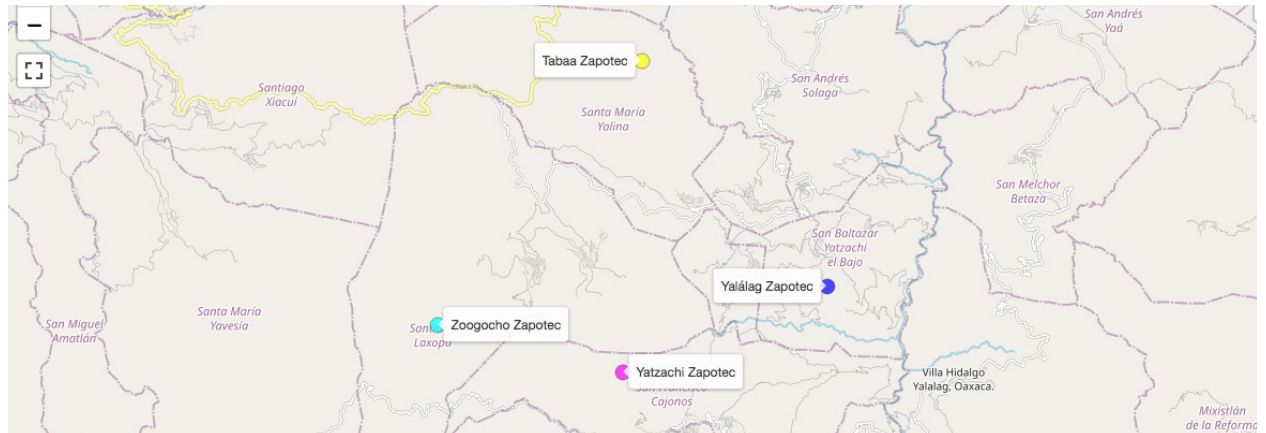 San Andrés
Yaá
Tabaa Zapotec
San Andrés
Solaga
Santiago
Xiacuí
Santa María
Yalina
San Melchor
Betaza
San Baltazar
Yatzachi
el Bajo
Yalálag Zapotec
Santa María
Yavesía
San Miguel
Amatlán
Zoogocho Zapotec
Laxopa
Yatzachi Zapotec
Villa Hidalgo
Yalalag, Oaxaca.
San Francisco
Cajonos
Mixistlán
de la Reforma